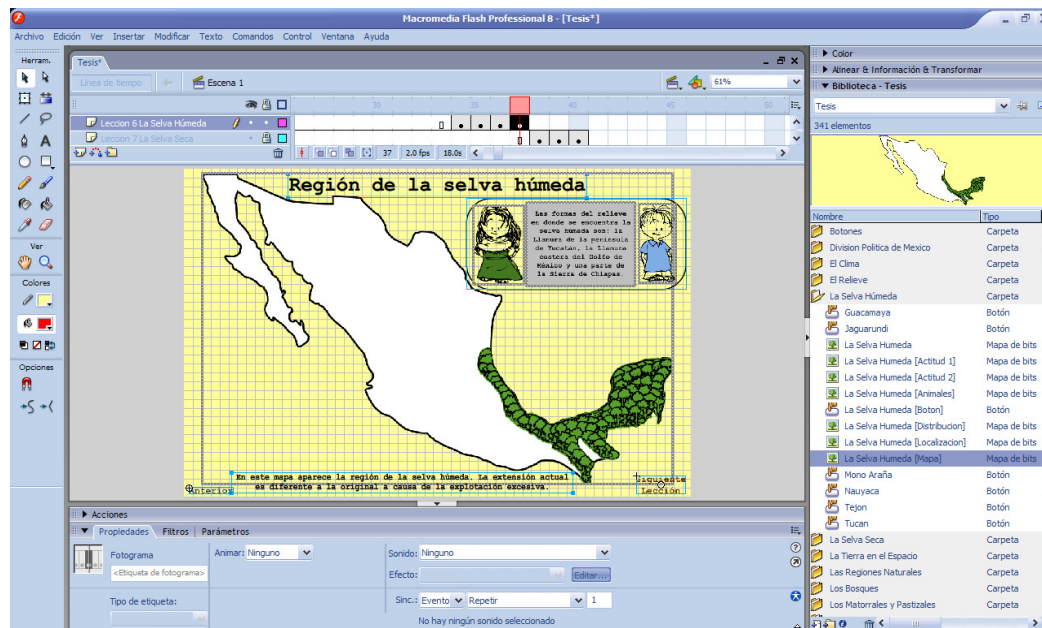 Macromedia Flash Professional 8 - [Tesis*]
Archivo Edición Ver Insertar Modificar Texto Comandos Control Ventana Ayuda
Herram.
Ver
Colores
Opciones
Tesis*
Línea de tiempo
Escena 1
61%
30 35 40 45 50
Leccion 6 La Selva Húmeda
Leccion 7 La Selva Seca
37 2.0 fps 18.0s
Región de la selva húmeda
Las formas del relieve
en donde se encuentra la
selva humeda son: la
Llanura de la peninsula
de Yucatán, la Llanura
costera del Golfo de
México y una parte de
la Sierra de Chiapas.
En este mapa aparece la región de la selva húmeda. La extensión actual
es diferente a la original a causa de la explotación excesiva.
Anterior
Siguiente
Lección
Acciones
Propiedades Filtros Parámetros
Fotograma
<Etiqueta de fotograma>
Tipo de etiqueta:
Animar: Ninguno
Sonido: Ninguno
Efecto:
Editar...
Sinc.: Evento Repetir 1
No hay ningún sonido seleccionado
Color
Alinear & Información & Transformar
Biblioteca - Tesis
Tesis
341 elementos
Nombre Tipo
Botones Carpeta
Division Politica de Mexico Carpeta
El Clima Carpeta
El Relieve Carpeta
La Selva Húmeda Carpeta
Guacamaya Botón
Jaguarundi Botón
La Selva Humeda Mapa de bits
La Selva Humeda [Actitud 1] Mapa de bits
La Selva Humeda [Actitud 2] Mapa de bits
La Selva Humeda [Animales] Mapa de bits
La Selva Humeda [Boton] Botón
La Selva Humeda [Distribucion] Mapa de bits
La Selva Humeda [Localizacion] Mapa de bits
La Selva Humeda [Mapa] Mapa de bits
Mono Araña Botón
Nauyaca Botón
Tejon Botón
Tucan Botón
La Selva Seca Carpeta
La Tierra en el Espacio Carpeta
Las Regiones Naturales Carpeta
Los Bosques Carpeta
Los Matorrales y Pastizales Carpeta